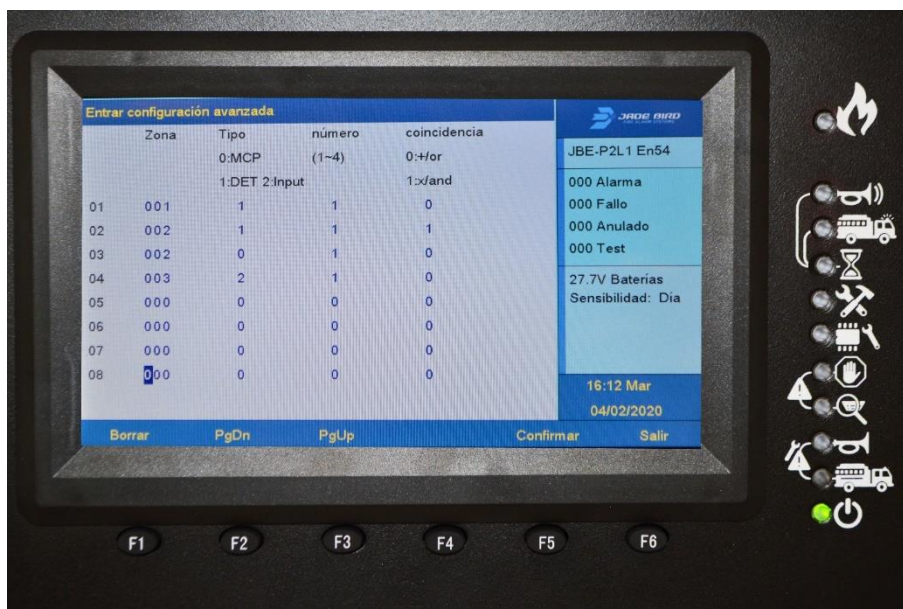 Entrar configuración avanzada
Zona Tipo número coincidencia
0:MCP (1~4) 0:+/or
1:DET 2:Input 1:x/and
01 001 1 1 0
02 002 1 1 1
03 002 0 1 0
04 003 2 1 0
05 000 0 0 0
06 000 0 0 0
07 000 0 0 0
08 000 0 0 0
JADE BIRD
FIRE ALARM SYSTEMS
JBE-P2L1 En54
000 Alarma
000 Fallo
000 Anulado
000 Test
27.7V Baterías
Sensibilidad: Día
16:12 Mar
04/02/2020
Borrar PgDn PgUp Confirmar Salir
F1 F2 F3 F4 F5 F6